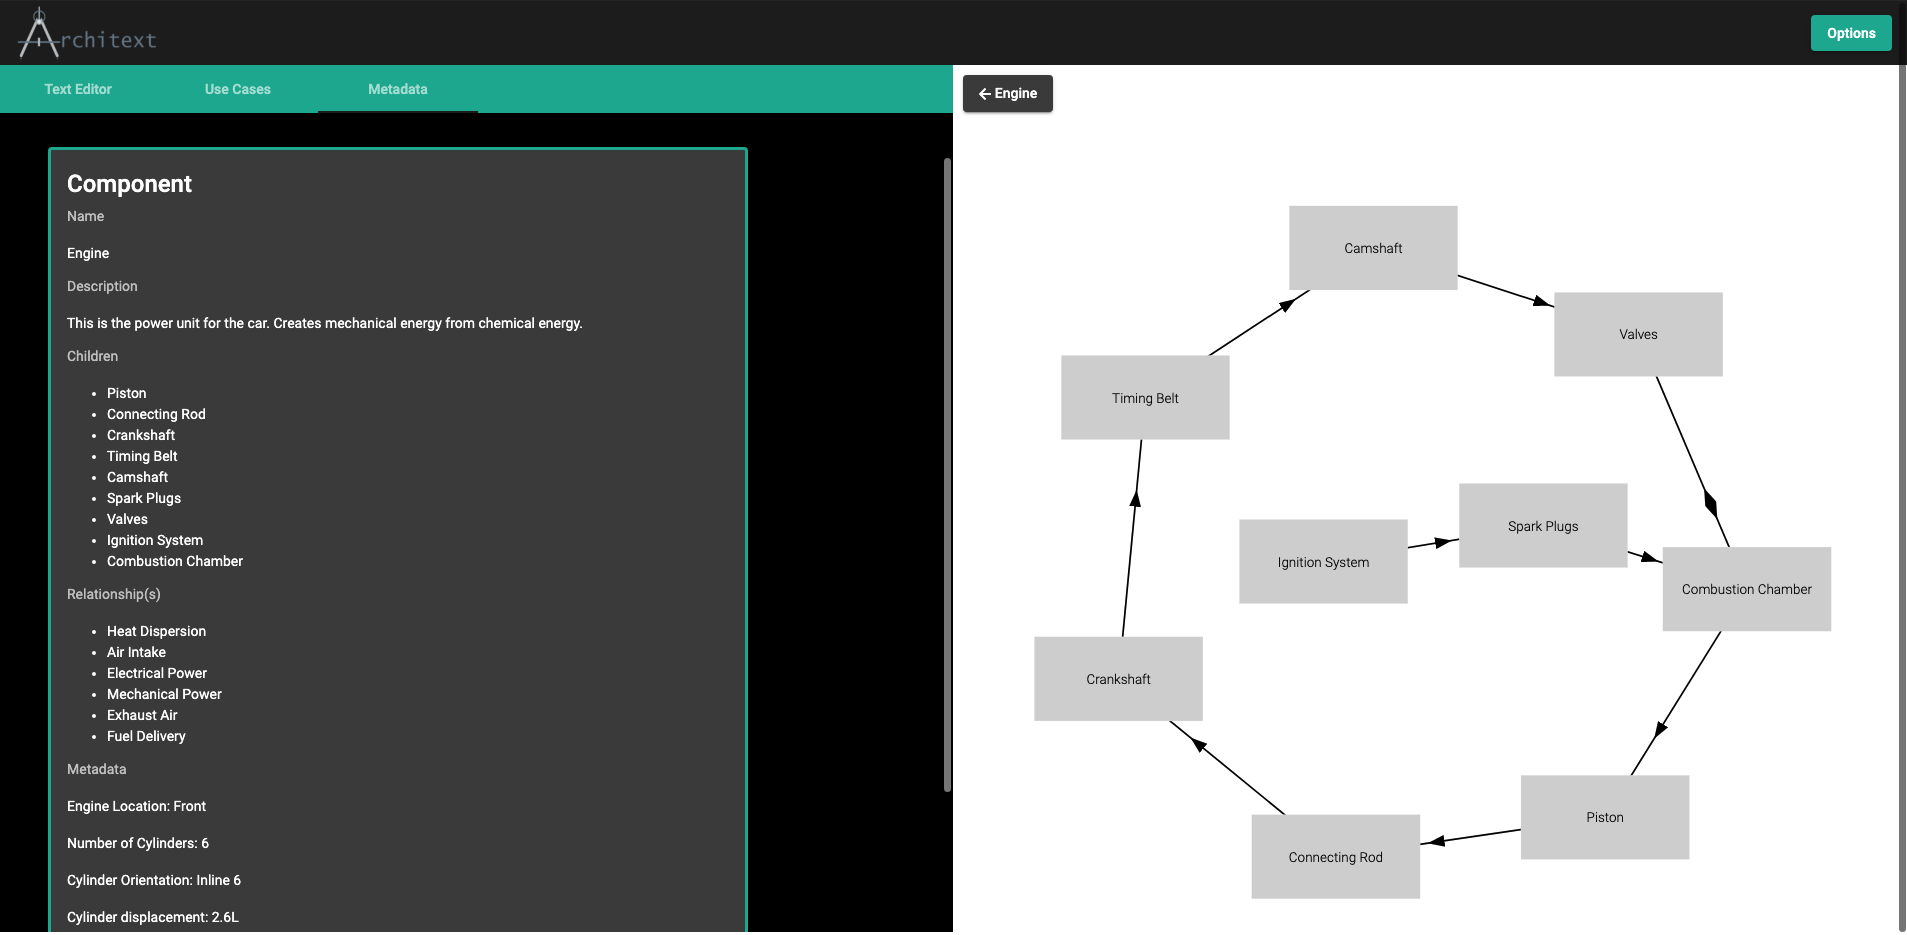 Architext
Options
Text Editor
Use Cases
Metadata
Engine
Component
Name
Engine
Description
This is the power unit for the car. Creates mechanical energy from chemical energy.
Children
Piston
Connecting Rod
Crankshaft
Timing Belt
Camshaft
Spark Plugs
Valves
Ignition System
Combustion Chamber
Relationship(s)
Heat Dispersion
Air Intake
Electrical Power
Mechanical Power
Exhaust Air
Fuel Delivery
Metadata
Engine Location: Front
Number of Cylinders: 6
Cylinder Orientation: Inline 6
Cylinder displacement: 2.6L
Camshaft
Valves
Timing Belt
Spark Plugs
Ignition System
Combustion Chamber
Crankshaft
Piston
Connecting Rod